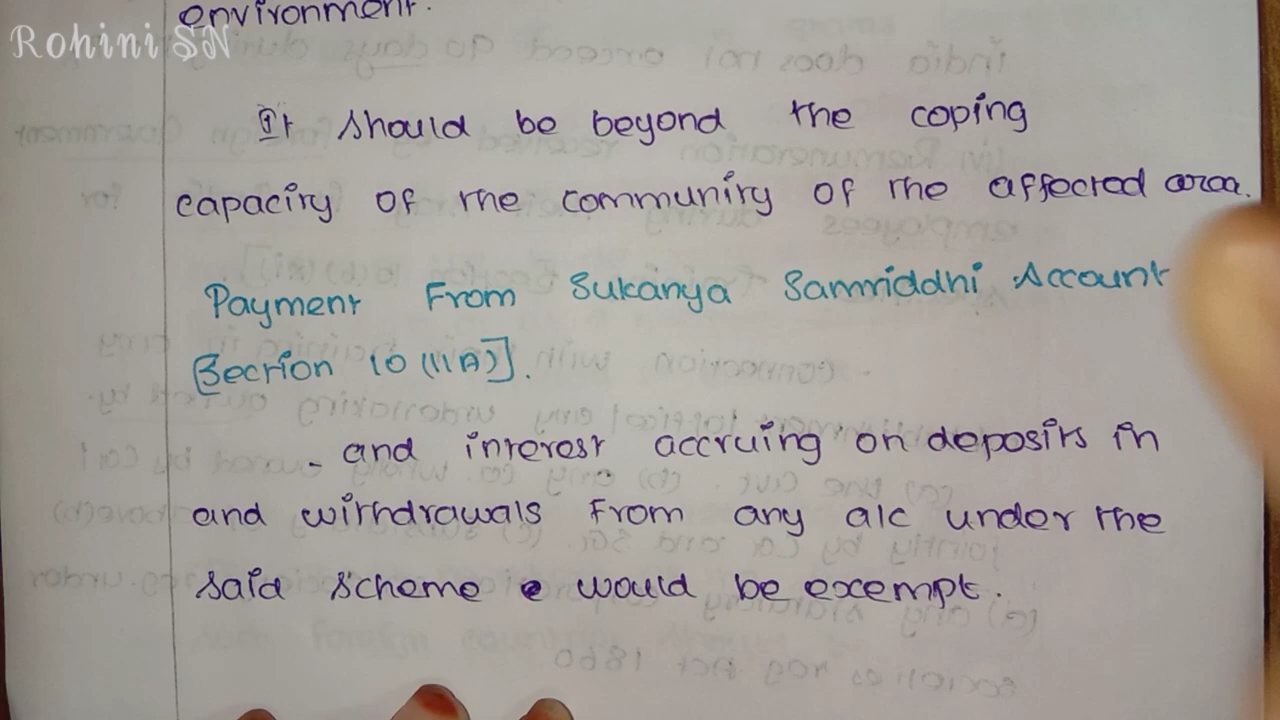 environment.
Rohini SN
It should be beyond the coping
capacity of the community of the affected area.
Payment From Sukanya Samriddhi Account
[Section 10 (11A)].
- and interest accruing on deposits in
and withdrawals from any a/c under the
said scheme would be exempt.